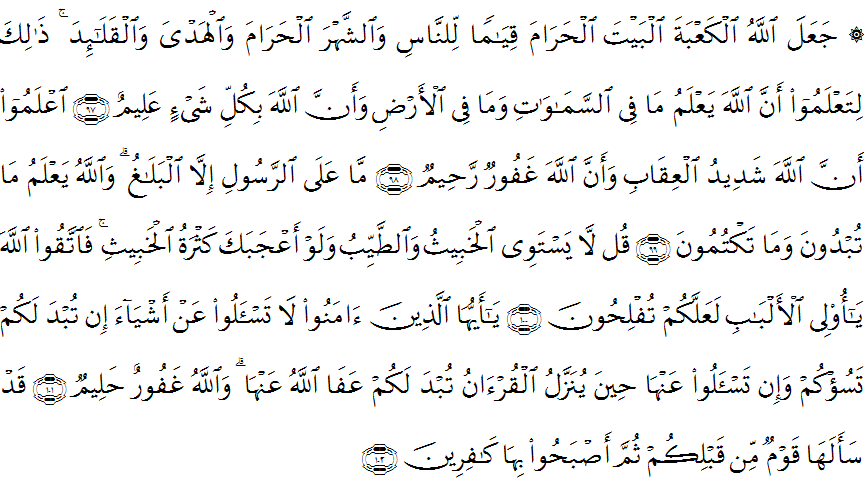 ۞ جَعَلَ ٱللَّهُ ٱلْكَعْبَةَ ٱلْبَيْتَ ٱلْحَرَامَ قِيَـٰمًا لِّلنَّاسِ وَٱلشَّهْرَ ٱلْحَرَامَ وَٱلْهَدْىَ وَٱلْقَلَـٰٓئِدَ ۚ ذَٰلِكَ
لِتَعْلَمُوٓا۟ أَنَّ ٱللَّهَ يَعْلَمُ مَا فِى ٱلسَّمَـٰوَٰتِ وَمَا فِى ٱلْأَرْضِ وَأَنَّ ٱللَّهَ بِكُلِّ شَىْءٍ عَلِيمٌ ﴿٩٧﴾ ٱعْلَمُوٓا۟
أَنَّ ٱللَّهَ شَدِيدُ ٱلْعِقَابِ وَأَنَّ ٱللَّهَ غَفُورٌ رَّحِيمٌ ﴿٩٨﴾ مَّا عَلَى ٱلرَّسُولِ إِلَّا ٱلْبَلَـٰغُ ۗ وَٱللَّهُ يَعْلَمُ مَا
تُبْدُونَ وَمَا تَكْتُمُونَ ﴿٩٩﴾ قُل لَّا يَسْتَوِى ٱلْخَبِيثُ وَٱلطَّيِّبُ وَلَوْ أَعْجَبَكَ كَثْرَةُ ٱلْخَبِيثِ ۚ فَٱتَّقُوا۟ ٱللَّهَ
يَـٰٓأُو۟لِى ٱلْأَلْبَـٰبِ لَعَلَّكُمْ تُفْلِحُونَ ﴿١٠٠﴾ يَـٰٓأَيُّهَا ٱلَّذِينَ ءَامَنُوا۟ لَا تَسْـَٔلُوا۟ عَنْ أَشْيَآءَ إِن تُبْدَ لَكُمْ
تَسُؤْكُمْ وَإِن تَسْـَٔلُوا۟ عَنْهَا حِينَ يُنَزَّلُ ٱلْقُرْءَانُ تُبْدَ لَكُمْ عَفَا ٱللَّهُ عَنْهَا ۗ وَٱللَّهُ غَفُورٌ حَلِيمٌ ﴿١٠١﴾ قَدْ
سَأَلَهَا قَوْمٌ مِّن قَبْلِكُمْ ثُمَّ أَصْبَحُوا۟ بِهَا كَـٰفِرِينَ ﴿١٠٢﴾